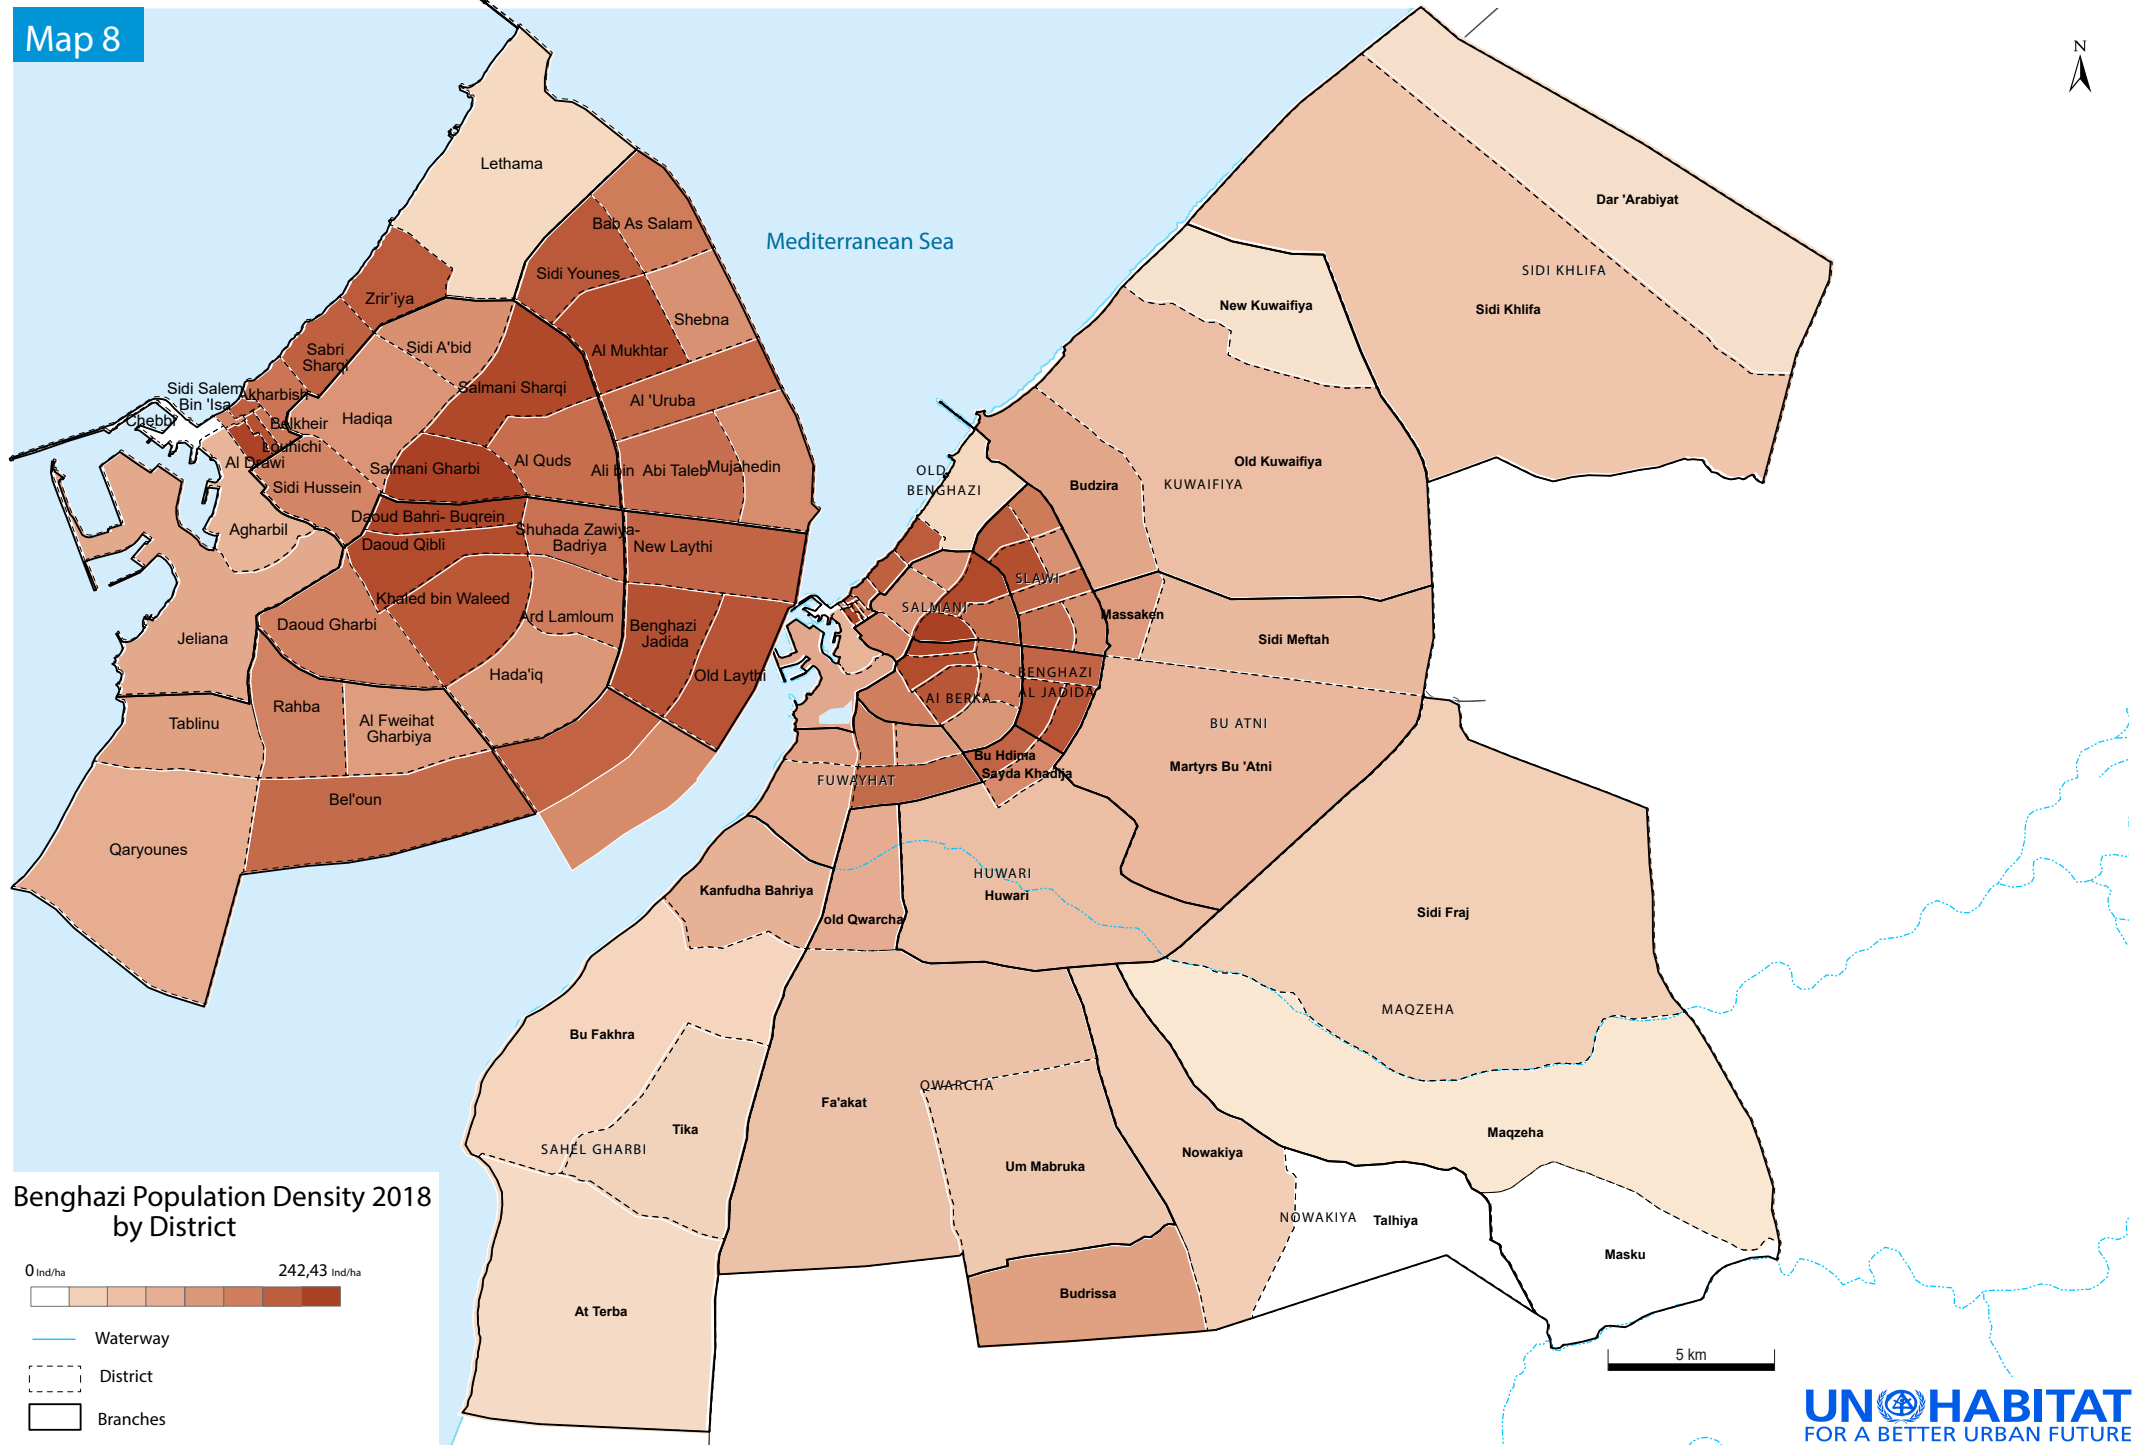 Map 8
N
Lethama
Bab As Salam
Mediterranean Sea
Dar 'Arabiyat
Sidi Younes
SIDI KHLIFA
Zrir'iya
New Kuwaifiya
Sidi Khlifa
Shebna
Sidi A'bid
Al Mukhtar
Sabri
Sharqi
Sidi Salem
Bin 'Isa
Akharbish
Salmani Sharqi
Al 'Uruba
Chebbi
Belkheir
Hadiqa
Louhichi
Al Drawi
Salmani Gharbi
Al Quds
Ali bin Abi Taleb
Mujahedin
Old Kuwaifiya
OLD
BENGHAZI
Budzira
KUWAIFIYA
Sidi Hussein
Daoud Bahri- Buqrein
Agharbil
Shuhada Zawiya-
Badriya
Daoud Qibli
New Laythi
SLAWI
Khaled bin Waleed
SALMANI
Massaken
Ard Lamloum
Daoud Gharbi
Benghazi
Jadida
Jeliana
Sidi Meftah
Hada'iq
Old Laythi
BENGHAZI
AL JADIDA
Al BERKA
Rahba
Tablinu
Al Fweihat
Gharbiya
BU ATNI
Bu Hdima
Sayda Khadija
Martyrs Bu 'Atni
FUWAYHAT
Bel'oun
Qaryounes
HUWARI
Huwari
Kanfudha Bahriya
old Qwarcha
Sidi Fraj
MAQZEHA
Bu Fakhra
QWARCHA
Fa'akat
Tika
Maqzeha
SAHEL GHARBI
Nowakiya
Um Mabruka
NOWAKIYA
Talhiya
Masku
Budrissa
At Terba
Benghazi Population Density 2018
by District
0 Ind/ha
242,43 Ind/ha
Waterway
District
Branches
5 km
UN HABITAT
FOR A BETTER URBAN FUTURE